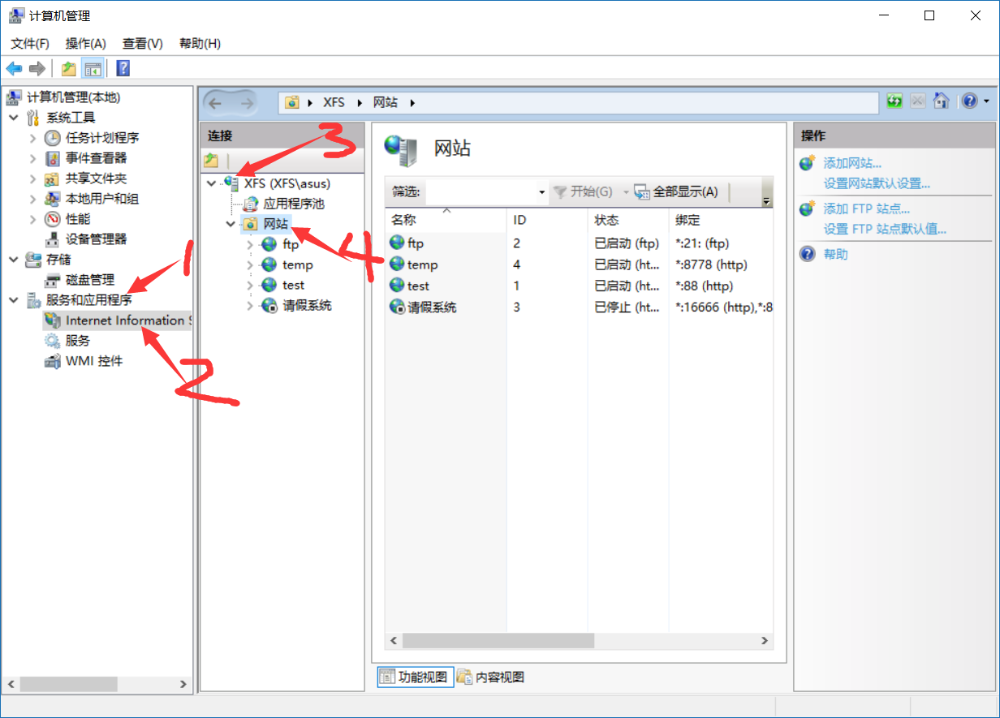 计算机管理
文件(F) 操作(A) 查看(V) 帮助(H)
计算机管理(本地)
系统工具
任务计划程序
事件查看器
共享文件夹
本地用户和组
性能
设备管理器
存储
磁盘管理
服务和应用程序
Internet Information S
服务
WMI 控件
1
2
XFS 网站
连接
3
XFS (XFS\asus)
应用程序池
网站
ftp
temp
test
请假系统
4
网站
筛选: 开始(G) 全部显示(A)
名称 ID 状态 绑定
ftp 2 已启动 (ftp) *:21: (ftp)
temp 4 已启动 (ht... *:8778 (http)
test 1 已启动 (ht... *:88 (http)
请假系统 3 已停止 (ht... *:16666 (http),*:8
功能视图 内容视图
操作
添加网站...
设置网站默认设置...
添加 FTP 站点...
设置 FTP 站点默认值...
帮助